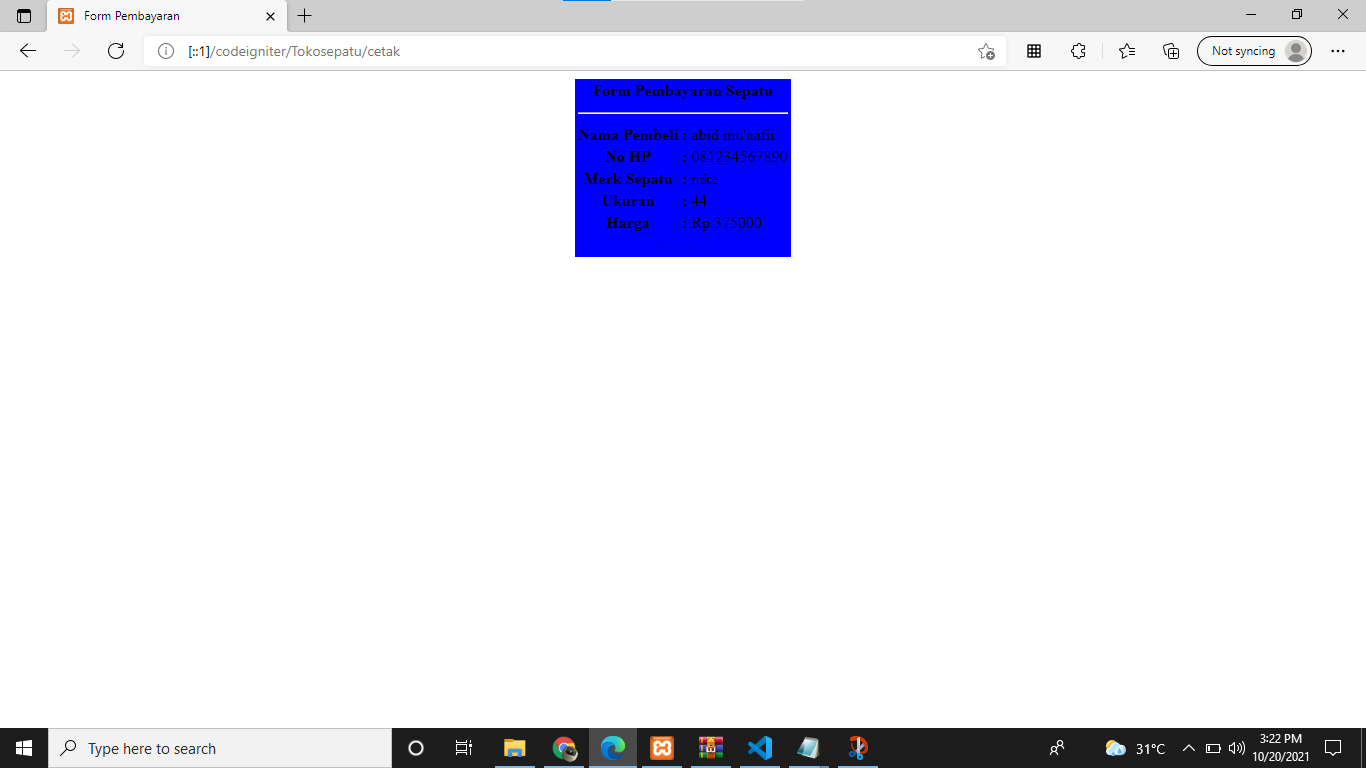 Form Pembayaran
[::1]/codeigniter/Tokosepatu/cetak
Not syncing
Form Pembayaran Sepatu
Nama Pembeli : abid mu'aafii
No HP : 081234567890
Merk Sepatu : nike
Ukuran : 44
Harga : Rp.375000
Type here to search
31°C
3:22 PM
10/20/2021